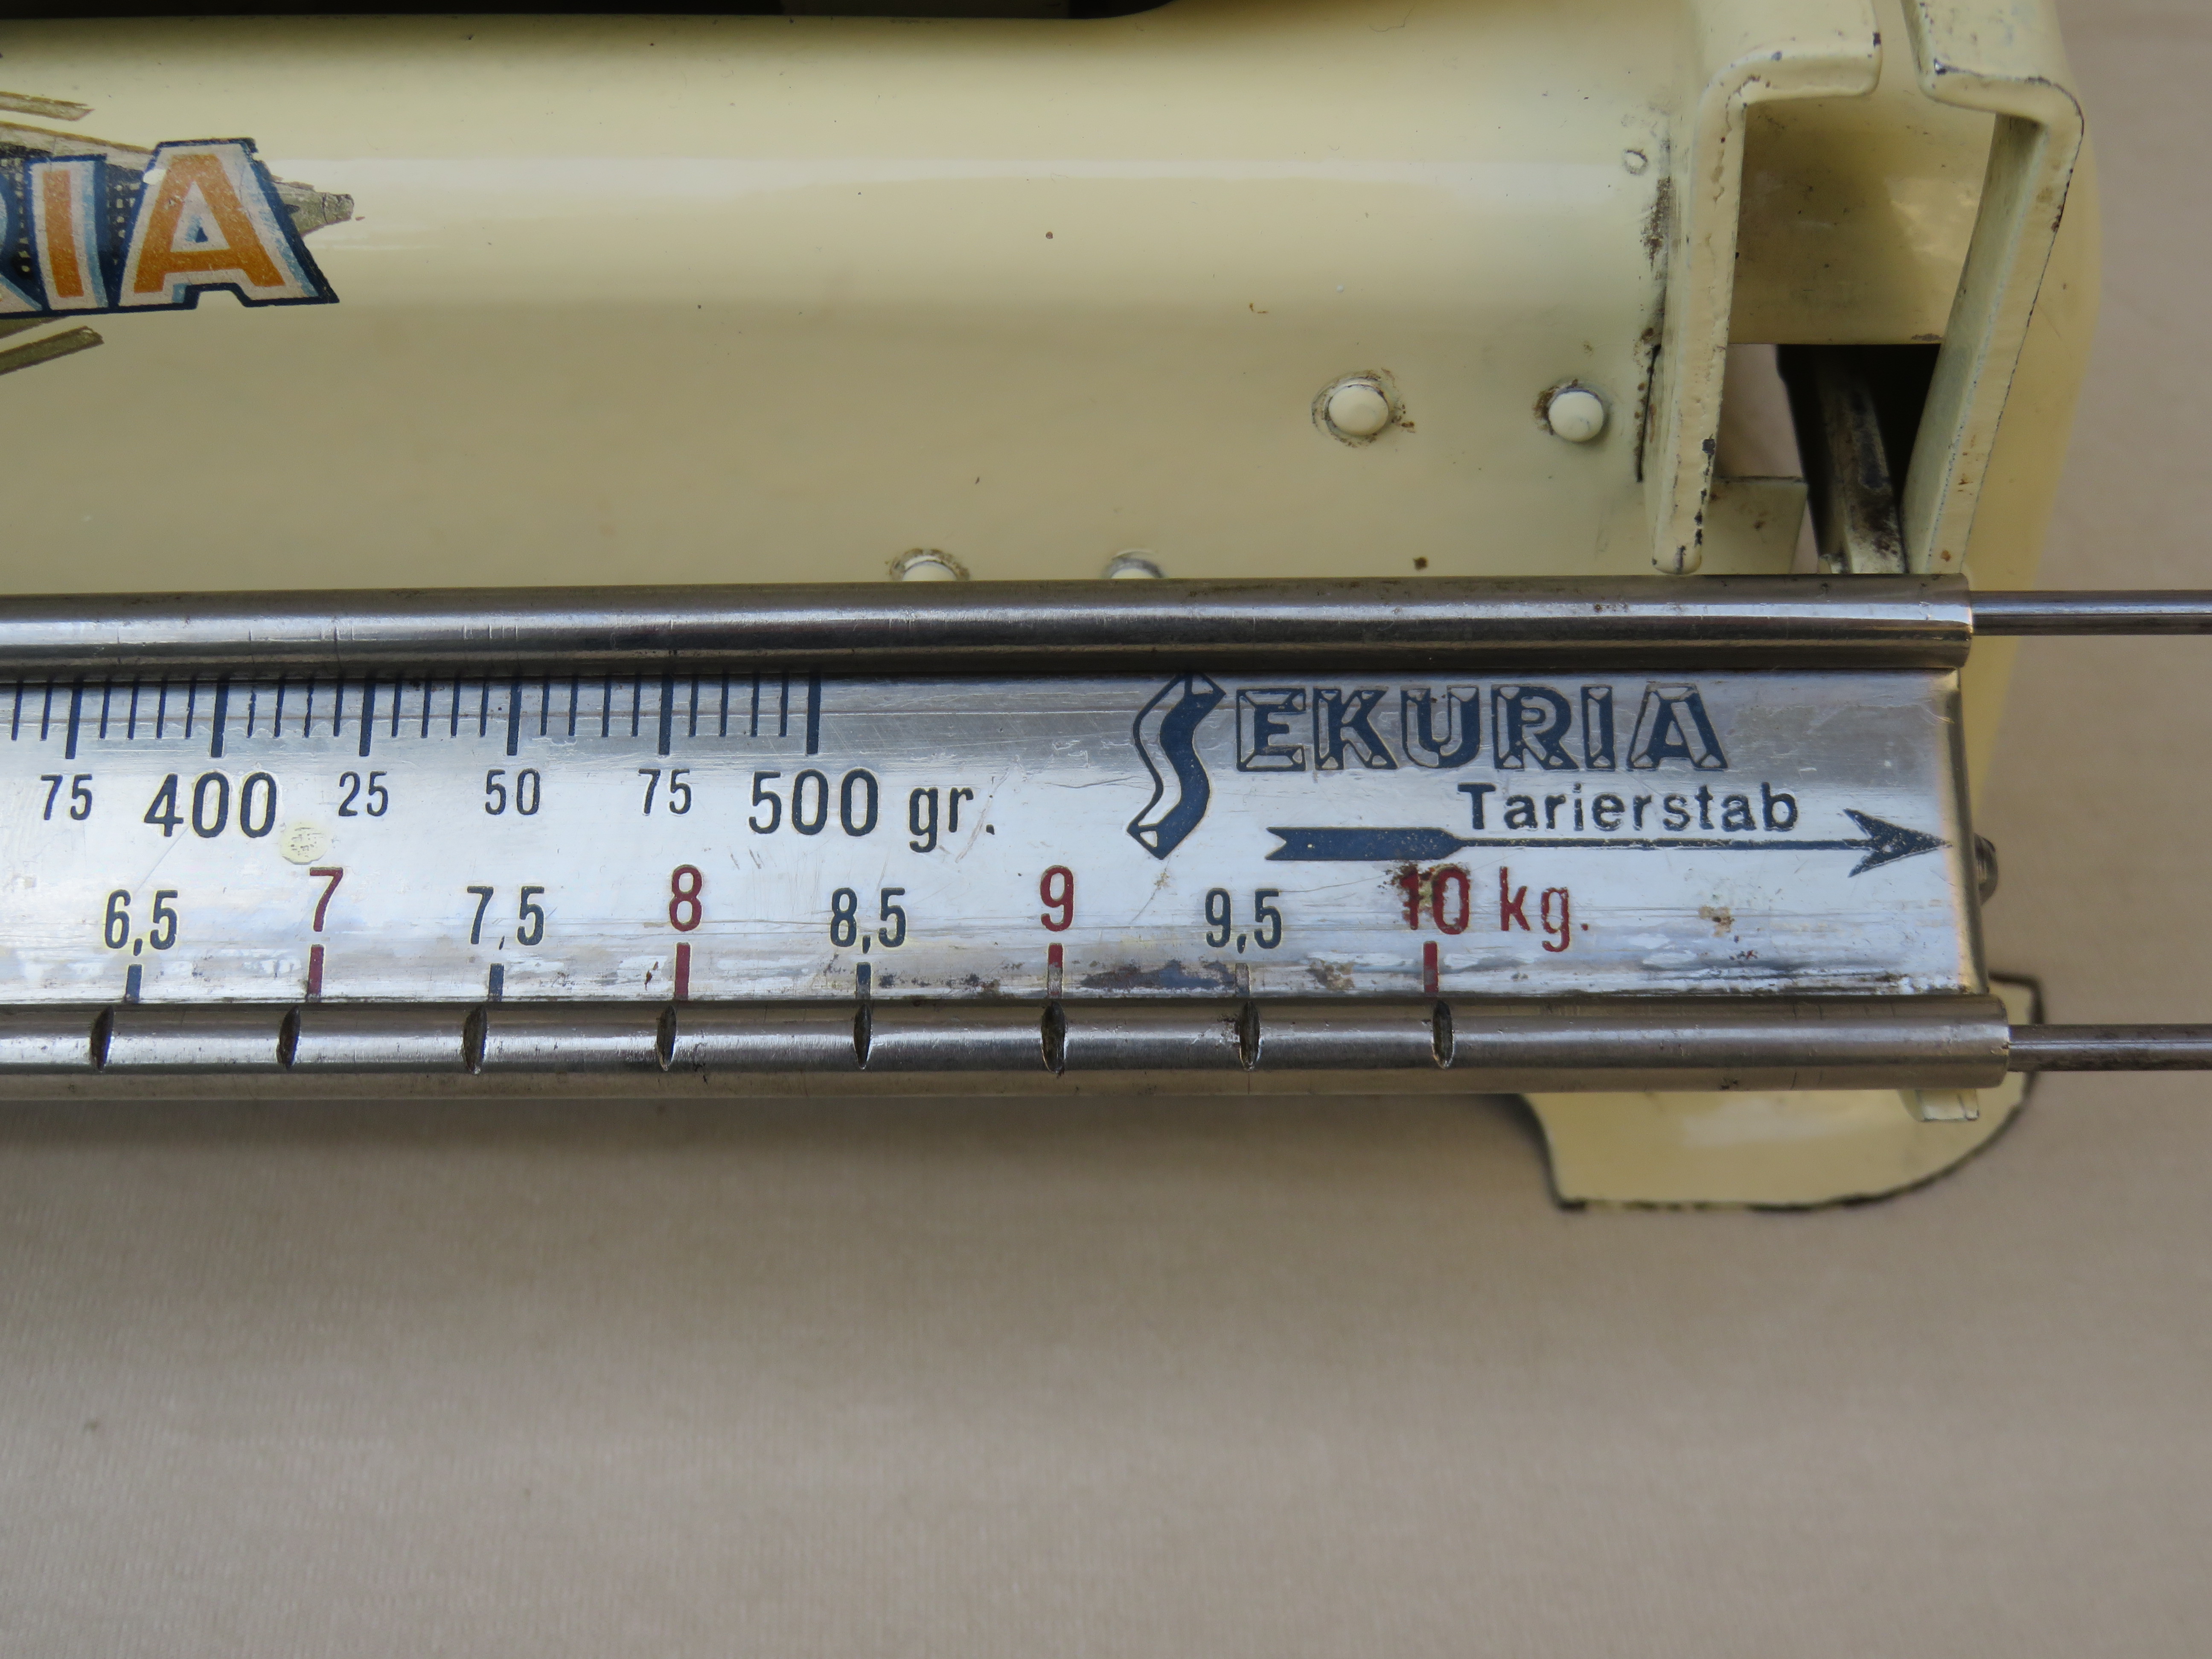 RIA
75 400 25 50 75 500 gr.
SEKURIA
Tarierstab
6,5 7 7,5 8 8,5 9 9,5 10 kg.